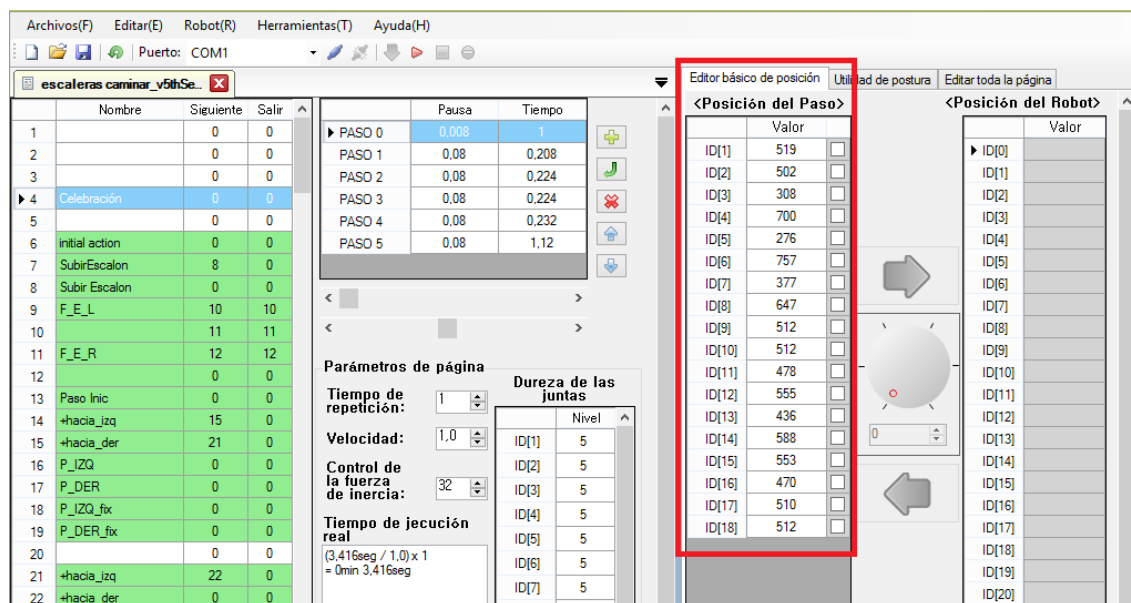 Archivos(F) Editar(E) Robot(R) Herramientas(T) Ayuda(H)
Puerto: COM1
escaleras caminar_v5thSe...
Nombre Siguiente Salir
1 0 0
2 0 0
3 0 0
4 Celebración 0 0
5 0 0
6 initial action 0 0
7 SubirEscalon 8 0
8 Subir Escalon 0 0
9 F_E_L 10 10
10 11 11
11 F_E_R 12 12
12 0 0
13 Paso Inic 0 0
14 +hacia_izq 15 0
15 +hacia_der 21 0
16 P_IZQ 0 0
17 P_DER 0 0
18 P_IZQ_fix 0 0
19 P_DER_fix 0 0
20 0 0
21 +hacia_izq 22 0
22 +hacia_der 0 0
Pausa Tiempo
PASO 0 0,008 1
PASO 1 0,08 0,208
PASO 2 0,08 0,224
PASO 3 0,08 0,224
PASO 4 0,08 0,232
PASO 5 0,08 1,12
Parámetros de página
Tiempo de
repetición: 1
Velocidad: 1,0
Control de
la fuerza
de inercia: 32
Tiempo de jecución
real
(3,416seg / 1,0) x 1
= 0min 3,416seg
Dureza de las
juntas
Nivel
ID[1] 5
ID[2] 5
ID[3] 5
ID[4] 5
ID[5] 5
ID[6] 5
ID[7] 5
Editor básico de posición Utilidad de postura Editar toda la página
<Posición del Paso>
Valor
ID[1] 519
ID[2] 502
ID[3] 308
ID[4] 700
ID[5] 276
ID[6] 757
ID[7] 377
ID[8] 647
ID[9] 512
ID[10] 512
ID[11] 478
ID[12] 555
ID[13] 436
ID[14] 588
ID[15] 553
ID[16] 470
ID[17] 510
ID[18] 512
0
<Posición del Robot>
Valor
ID[0]
ID[1]
ID[2]
ID[3]
ID[4]
ID[5]
ID[6]
ID[7]
ID[8]
ID[9]
ID[10]
ID[11]
ID[12]
ID[13]
ID[14]
ID[15]
ID[16]
ID[17]
ID[18]
ID[19]
ID[20]